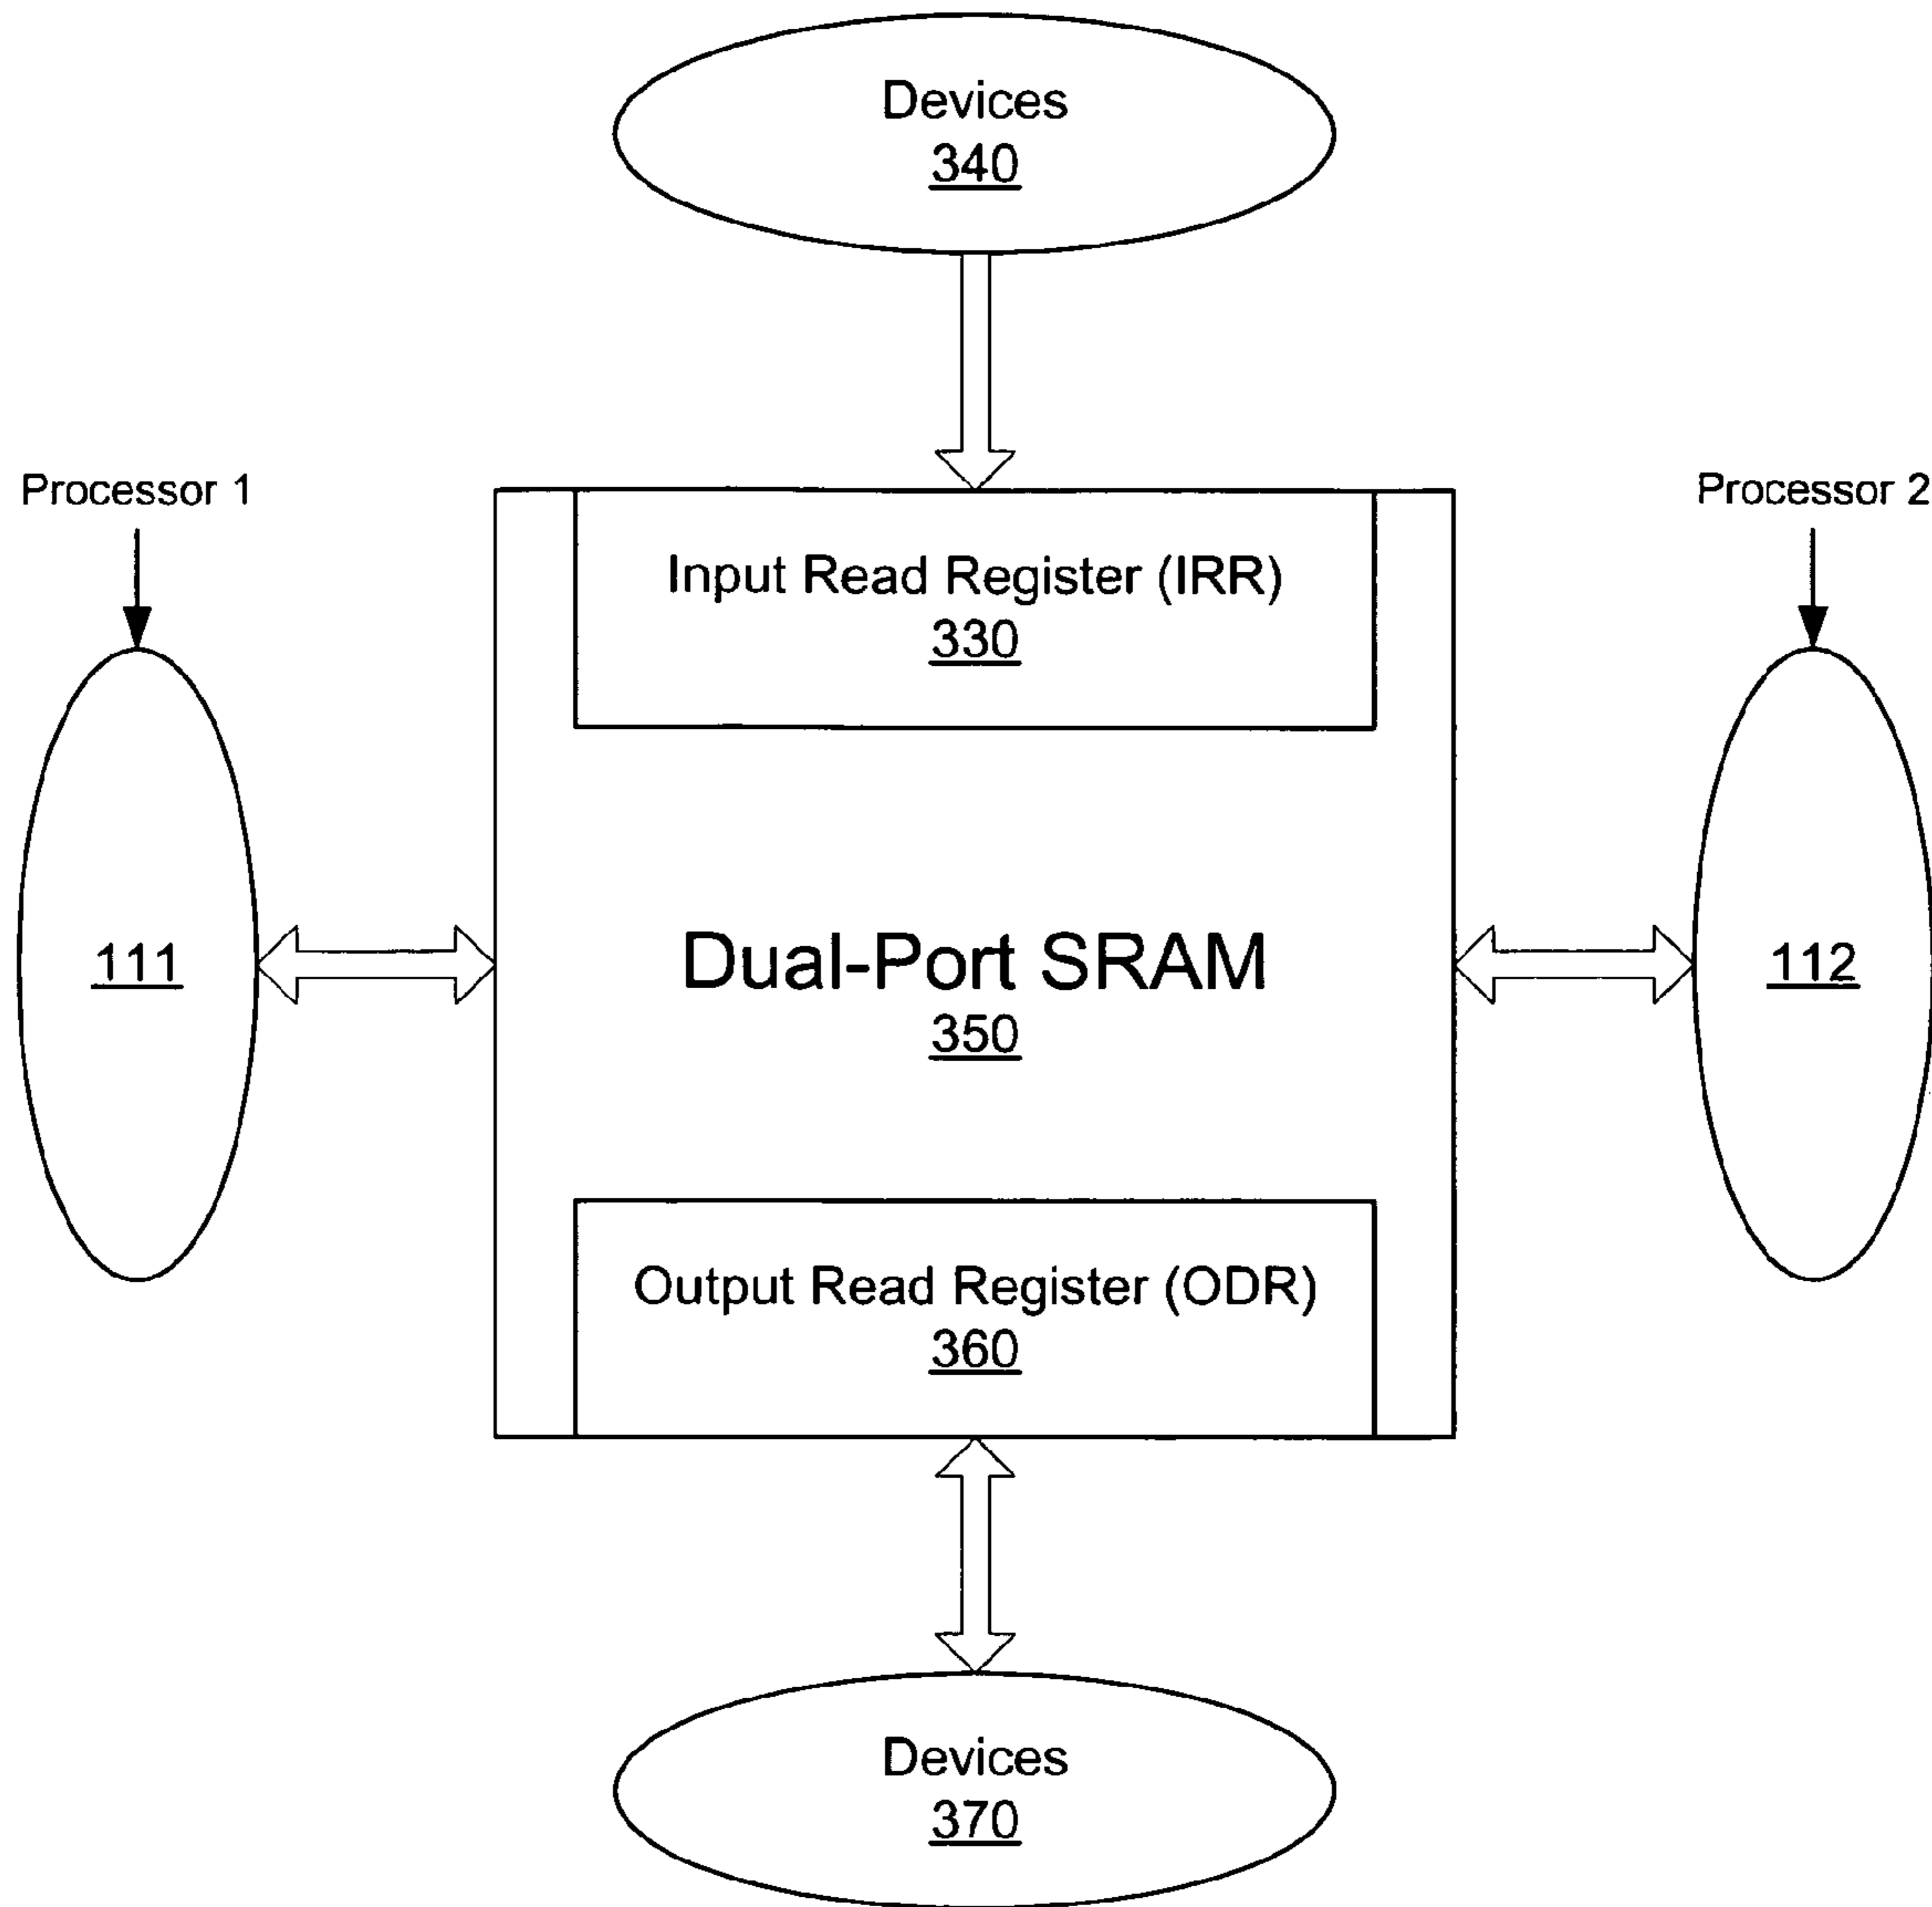 Devices
340
Processor 1
Processor 2
Input Read Register (IRR)
330
111
Dual-Port SRAM
350
112
Output Read Register (ODR)
360
Devices
370